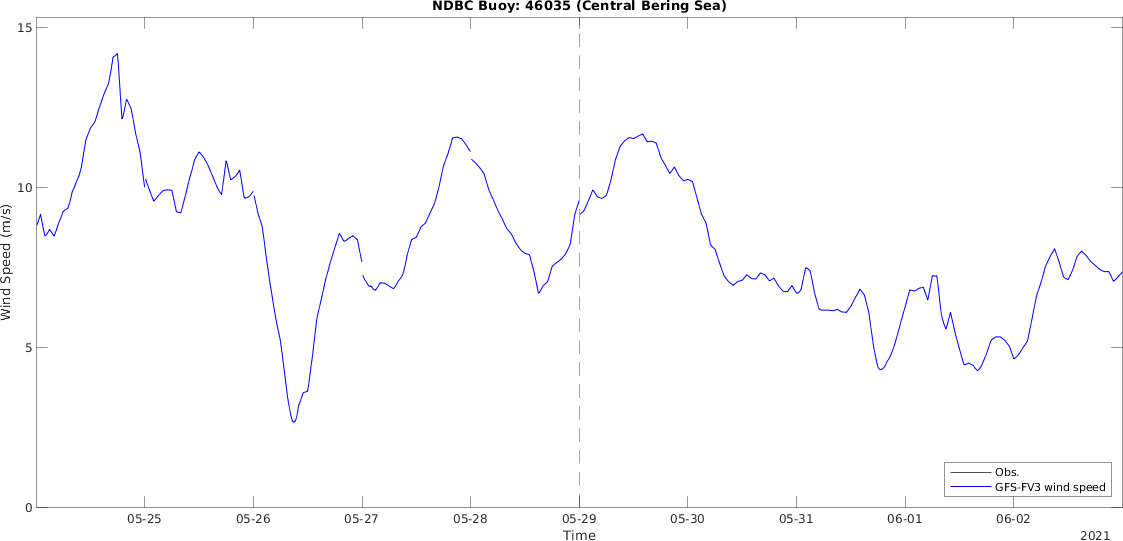 NDBC Buoy: 46035 (Central Bering Sea)
15
10
5
0
Wind Speed (m/s)
05-25 05-26 05-27 05-28 05-29 05-30 05-31 06-01 06-02
Time
2021
Obs.
GFS-FV3 wind speed